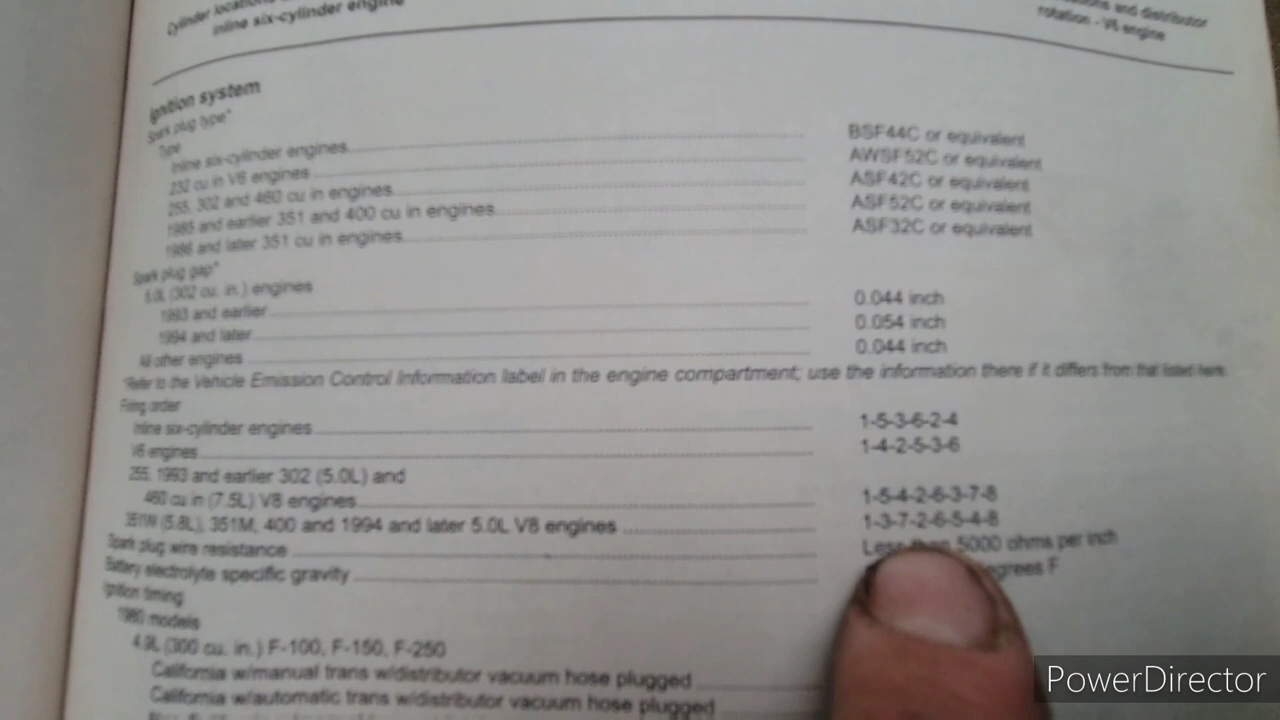 Cylinder locations
inline six-cylinder engine
and distributor
rotation - V6 engine
Ignition system
Spark plug type*
Type
Inline six-cylinder engines BSF44C or equivalent
232 cu in V6 engines AWSF52C or equivalent
255, 302 and 460 cu in engines ASF42C or equivalent
1985 and earlier 351 and 400 cu in engines ASF52C or equivalent
1986 and later 351 cu in engines ASF32C or equivalent
Spark plug gap*
5.0L (302 cu. in.) engines
1993 and earlier 0.044 inch
1994 and later 0.054 inch
All other engines 0.044 inch
*Refer to the Vehicle Emission Control Information label in the engine compartment; use the information there if it differs from that listed here.
Firing order
Inline six-cylinder engines 1-5-3-6-2-4
V6 engines 1-4-2-5-3-6
255, 1993 and earlier 302 (5.0L) and
460 cu in (7.5L) V8 engines 1-5-4-2-6-3-7-8
351W (5.8L), 351M, 400 and 1994 and later 5.0L V8 engines 1-3-7-2-6-5-4-8
Spark plug wire resistance Less than 5000 ohms per inch
Battery electrolyte specific gravity F
Ignition timing
1980 models
4.9L (300 cu. in.) F-100, F-150, F-250
California w/manual trans w/distributor vacuum hose plugged
California w/automatic trans w/distributor vacuum hose plugged
PowerDirector